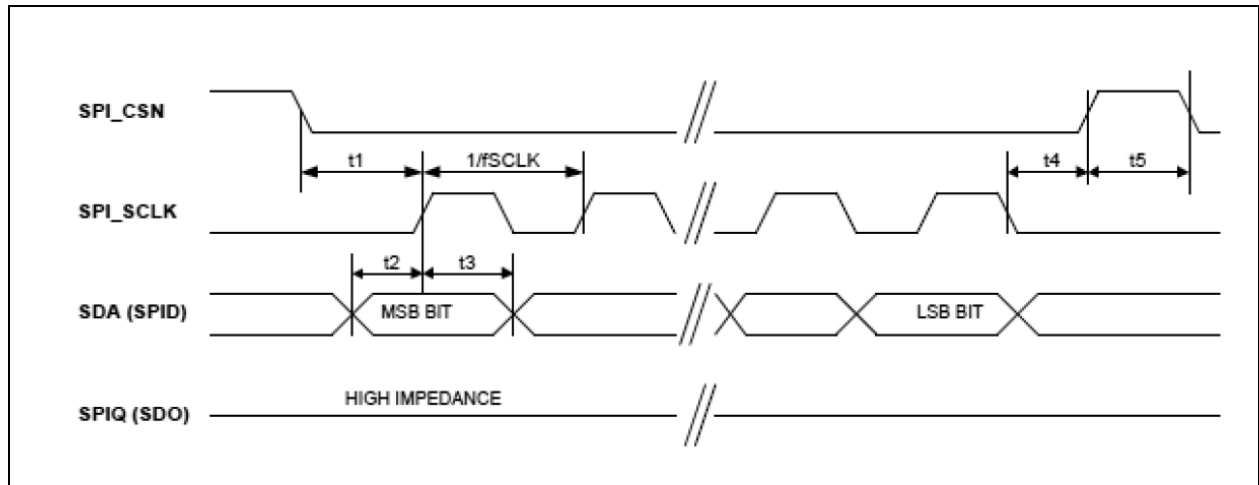 SPI_CSN
t1
1/fSCLK
t4
t5
SPI_SCLK
t2
t3
SDA (SPID)
MSB BIT
LSB BIT
HIGH IMPEDANCE
SPIQ (SDO)